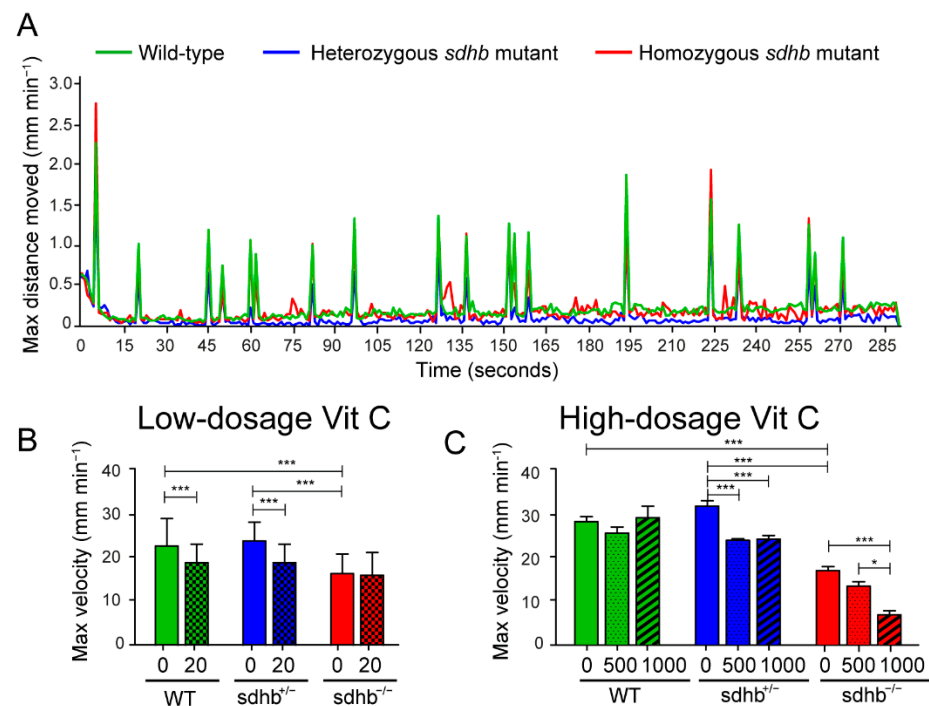 A
Wild-type Heterozygous sdhb mutant Homozygous sdhb mutant
Max distance moved (mm min⁻¹)
3.0
2.5
2.0
1.5
1.0
0.5
0
0 15 30 45 60 75 90 105 120 135 150 165 180 195 210 225 240 255 270 285
Time (seconds)
B
Low-dosage Vit C
Max velocity (mm min⁻¹)
40
30
20
10
0
***
***
*** ***
0 20 0 20 0 20
WT sdhb⁺/⁻ sdhb⁻/⁻
C
High-dosage Vit C
Max velocity (mm min⁻¹)
40
30
20
10
0
***
***
***
***
***
*
0 500 1000 0 500 1000 0 500 1000
WT sdhb⁺/⁻ sdhb⁻/⁻